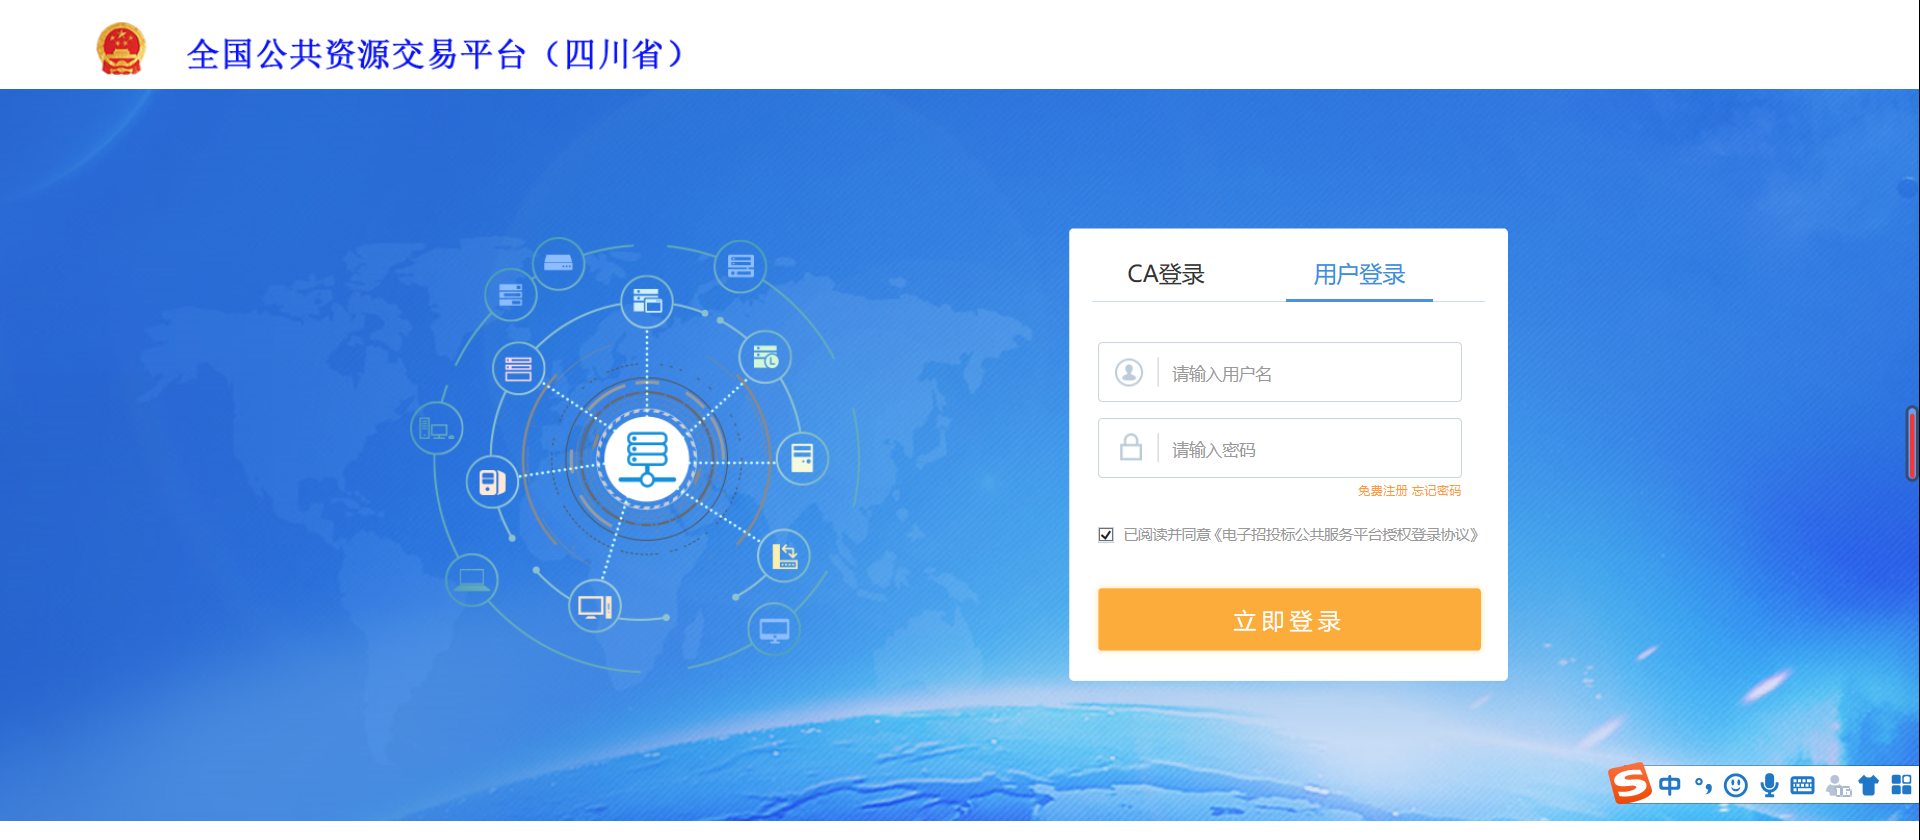 全国公共资源交易平台（四川省）
CA登录 用户登录
请输入用户名
请输入密码
免费注册 忘记密码
已阅读并同意《电子招投标公共服务平台授权登录协议》
立即登录
中